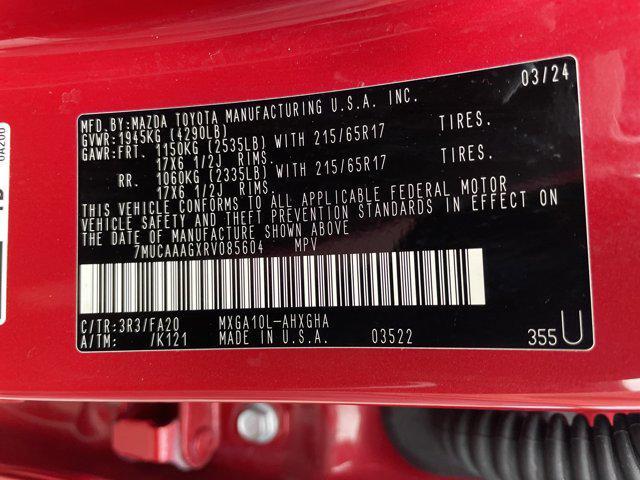 03/24
MFD.BY:MAZDA TOYOTA MANUFACTURING U.S.A. INC.
GVWR:1945KG (4290LB)
GAWR:FRT. 1150KG (2535LB) WITH 215/65R17 TIRES.
17X6 1/2J RIMS.
RR. 1060KG (2335LB) WITH 215/65R17 TIRES.
17X6 1/2J RIMS.
THIS VEHICLE CONFORMS TO ALL APPLICABLE FEDERAL MOTOR
VEHICLE SAFETY AND THEFT PREVENTION STANDARDS IN EFFECT ON
THE DATE OF MANUFACTURE SHOWN ABOVE
7MUCAAAGXRV085604 MPV
C/TR:3R3/FA20 MXGA10L-AHXGHA
A/TM: /K121 MADE IN U.S.A. 03522 355U
0A200